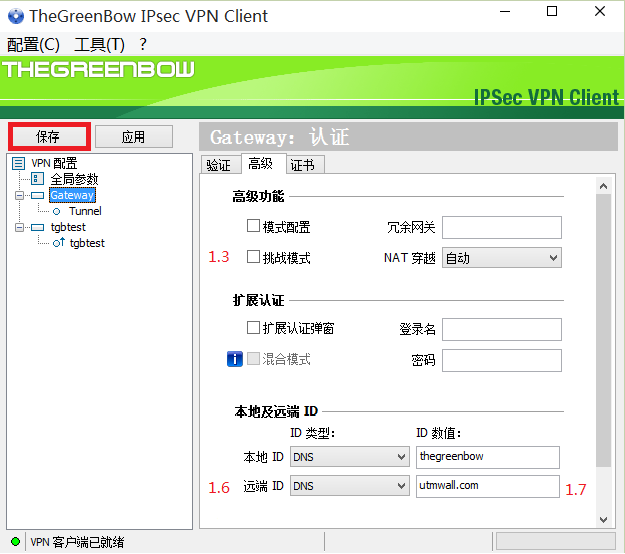 TheGreenBow IPsec VPN Client
配置(C) 工具(T) ?
THEGREENBOW
IPSec VPN Client
保存 应用
Gateway: 认证
VPN 配置
全局参数
Gateway
Tunnel
tgbtest
tgbtest
验证 高级 证书
高级功能
模式配置 冗余网关
1.3 挑战模式 NAT 穿越 自动
扩展认证
扩展认证弹窗 登录名
混合模式 密码
本地及远端 ID
ID 类型: ID 数值:
本地 ID DNS thegreenbow
1.6 远端 ID DNS utmwall.com 1.7
VPN 客户端已就绪